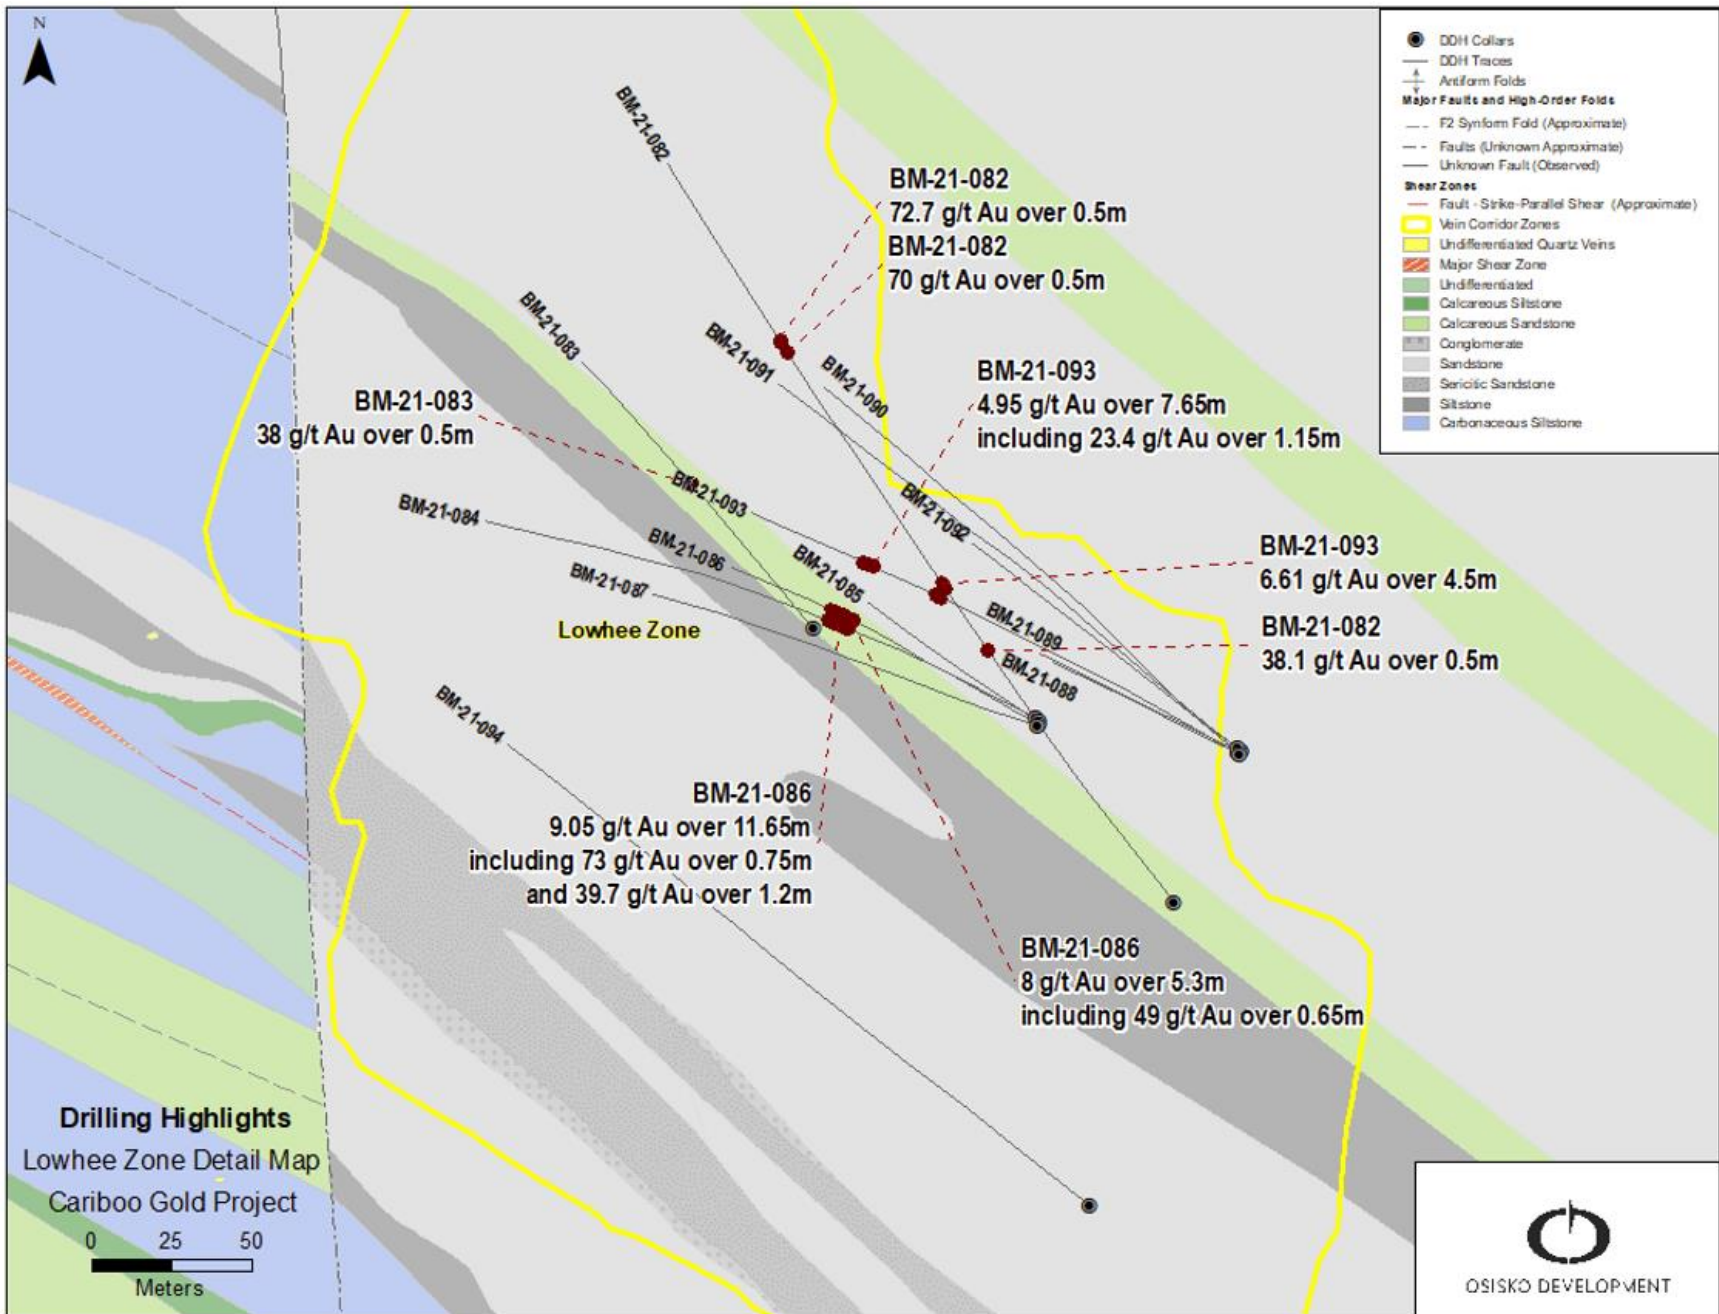 N
DDH Collars
DDH Traces
Antiform Folds
Major Faults and High-Order Folds
F2 Synform Fold (Approximate)
Faults (Unknown Approximate)
Unknown Fault (Observed)
Shear Zones
Fault - Strike-Parallel Shear (Approximate)
Vein Corridor Zones
Undifferentiated Quartz Veins
Major Shear Zone
Undifferentiated
Calcareous Siltstone
Calcareous Sandstone
Conglomerate
Sandstone
Sericitic Sandstone
Siltstone
Carbonaceous Siltstone
BM-21-082
BM-21-082
72.7 g/t Au over 0.5m
BM-21-082
70 g/t Au over 0.5m
BM-21-083
BM-21-091
BM-21-090
BM-21-093
4.95 g/t Au over 7.65m
including 23.4 g/t Au over 1.15m
BM-21-083
38 g/t Au over 0.5m
BM-21-093
BM-21-084
BM-21-092
BM-21-086
BM-21-085
BM-21-087
BM-21-093
6.61 g/t Au over 4.5m
Lowhee Zone
BM-21-089
BM-21-082
38.1 g/t Au over 0.5m
BM-21-088
BM-21-094
BM-21-086
9.05 g/t Au over 11.65m
including 73 g/t Au over 0.75m
and 39.7 g/t Au over 1.2m
BM-21-086
8 g/t Au over 5.3m
including 49 g/t Au over 0.65m
Drilling Highlights
Lowhee Zone Detail Map
Cariboo Gold Project
0 25 50
Meters
OSISKO DEVELOPMENT